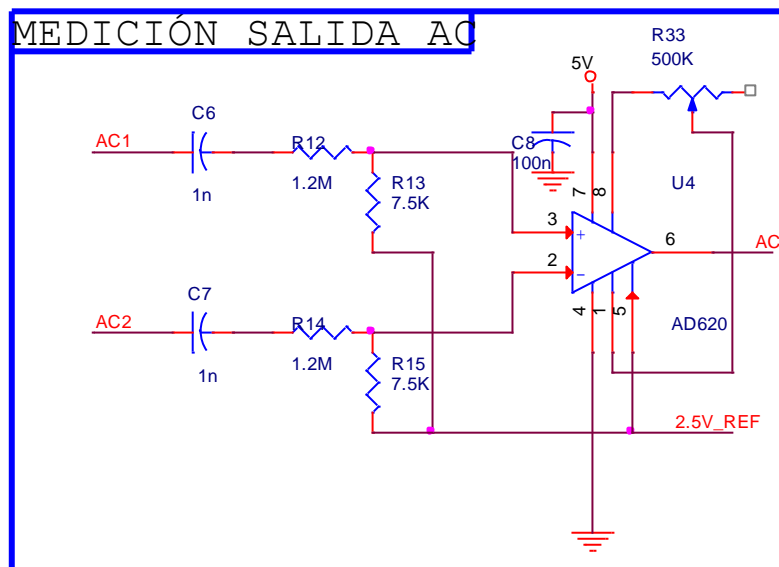 MEDICIÓN SALIDA AC
R33
500K
5V
C6
AC1
1n
R12
1.2M
R13
7.5K
C8
100n
7
8
U4
3
+
2
-
6
AC
4
1
5
AD620
C7
AC2
1n
R14
1.2M
R15
7.5K
2.5V_REF